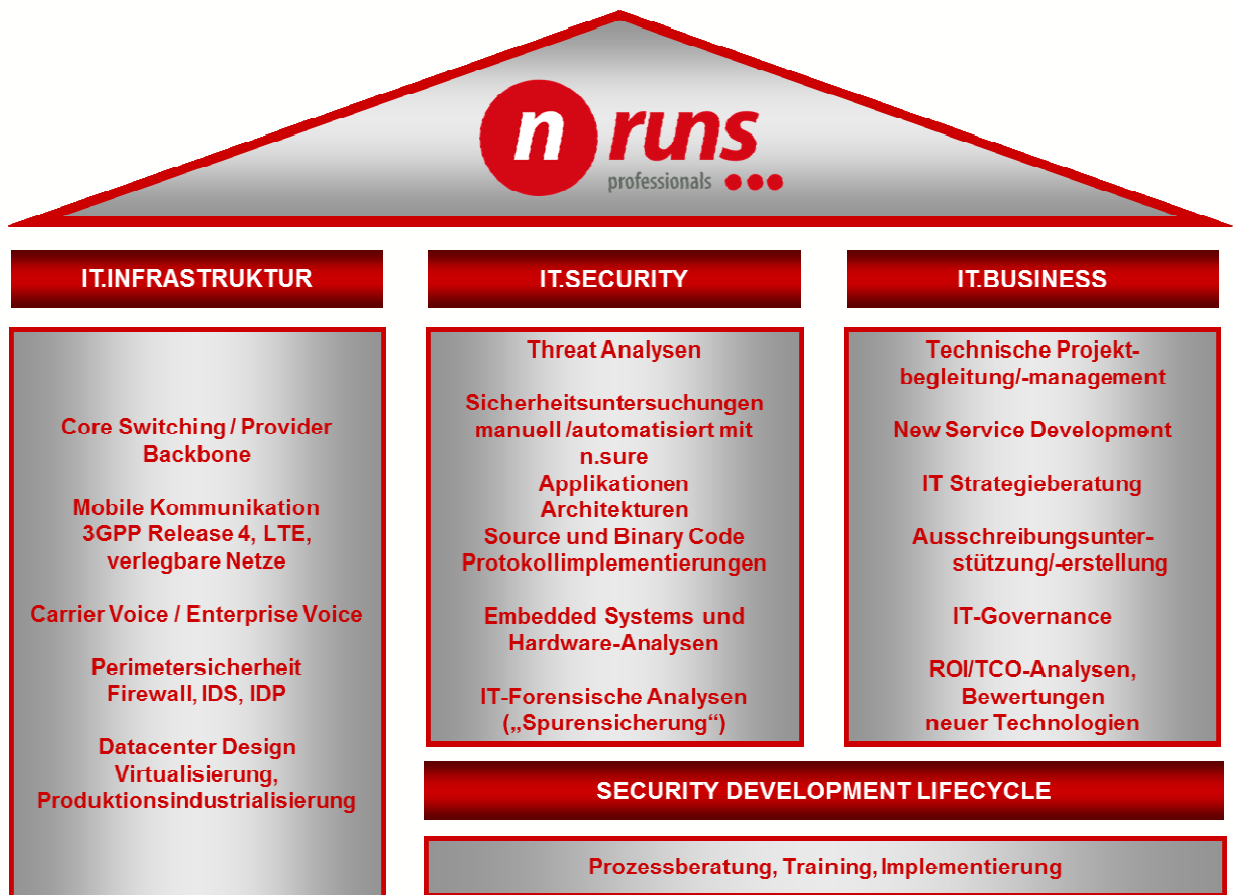 n runs
professionals
IT.INFRASTRUKTUR
Core Switching / Provider
Backbone
Mobile Kommunikation
3GPP Release 4, LTE,
verlegbare Netze
Carrier Voice / Enterprise Voice
Perimetersicherheit
Firewall, IDS, IDP
Datacenter Design
Virtualisierung,
Produktionsindustrialisierung
IT.SECURITY
Threat Analysen
Sicherheitsuntersuchungen
manuell /automatisiert mit
n.sure
Applikationen
Architekturen
Source und Binary Code
Protokollimplementierungen
Embedded Systems und
Hardware-Analysen
IT-Forensische Analysen
(„Spurensicherung“)
IT.BUSINESS
Technische Projekt-
begleitung/-management
New Service Development
IT Strategieberatung
Ausschreibungsunter-
stützung/-erstellung
IT-Governance
ROI/TCO-Analysen,
Bewertungen
neuer Technologien
SECURITY DEVELOPMENT LIFECYCLE
Prozessberatung, Training, Implementierung